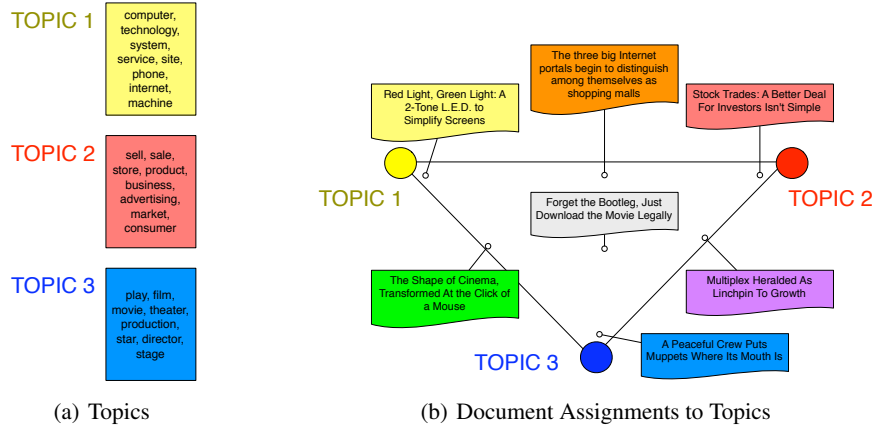 TOPIC 1
computer,
technology,
system,
service, site,
phone,
internet,
machine
TOPIC 2
sell, sale,
store, product,
business,
advertising,
market,
consumer
TOPIC 3
play, film,
movie, theater,
production,
star, director,
stage
(a) Topics
The three big Internet
portals begin to distinguish
among themselves as
shopping malls
Red Light, Green Light: A
2-Tone L.E.D. to
Simplify Screens
Stock Trades: A Better Deal
For Investors Isn't Simple
TOPIC 1
TOPIC 2
Forget the Bootleg, Just
Download the Movie Legally
The Shape of Cinema,
Transformed At the Click of
a Mouse
Multiplex Heralded As
Linchpin To Growth
TOPIC 3
A Peaceful Crew Puts
Muppets Where Its Mouth Is
(b) Document Assignments to Topics